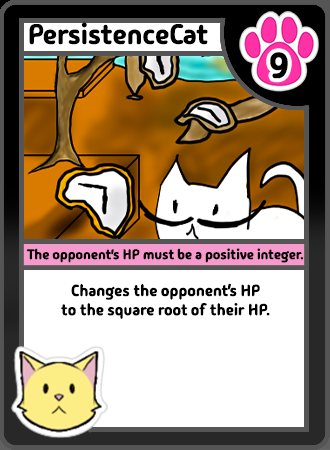 PersistenceCat
9
The opponent's HP must be a positive integer.
Changes the opponent's HP
to the square root of their HP.